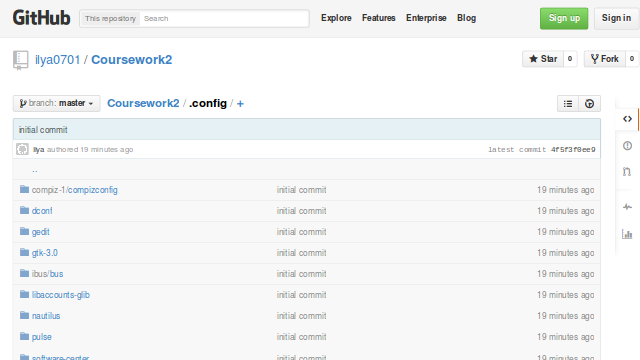 GitHub This repository Search Explore Features Enterprise Blog Sign up Sign in
ilya0701 / Coursework2 Star 0 Fork 0
branch: master Coursework2 / .config / +
initial commit
ilya authored 19 minutes ago latest commit 4f5f3f0ee9
..
compiz-1/compizconfig initial commit 19 minutes ago
dconf initial commit 19 minutes ago
gedit initial commit 19 minutes ago
gtk-3.0 initial commit 19 minutes ago
ibus/bus initial commit 19 minutes ago
libaccounts-glib initial commit 19 minutes ago
nautilus initial commit 19 minutes ago
pulse initial commit 19 minutes ago
software-center initial commit 19 minutes ago